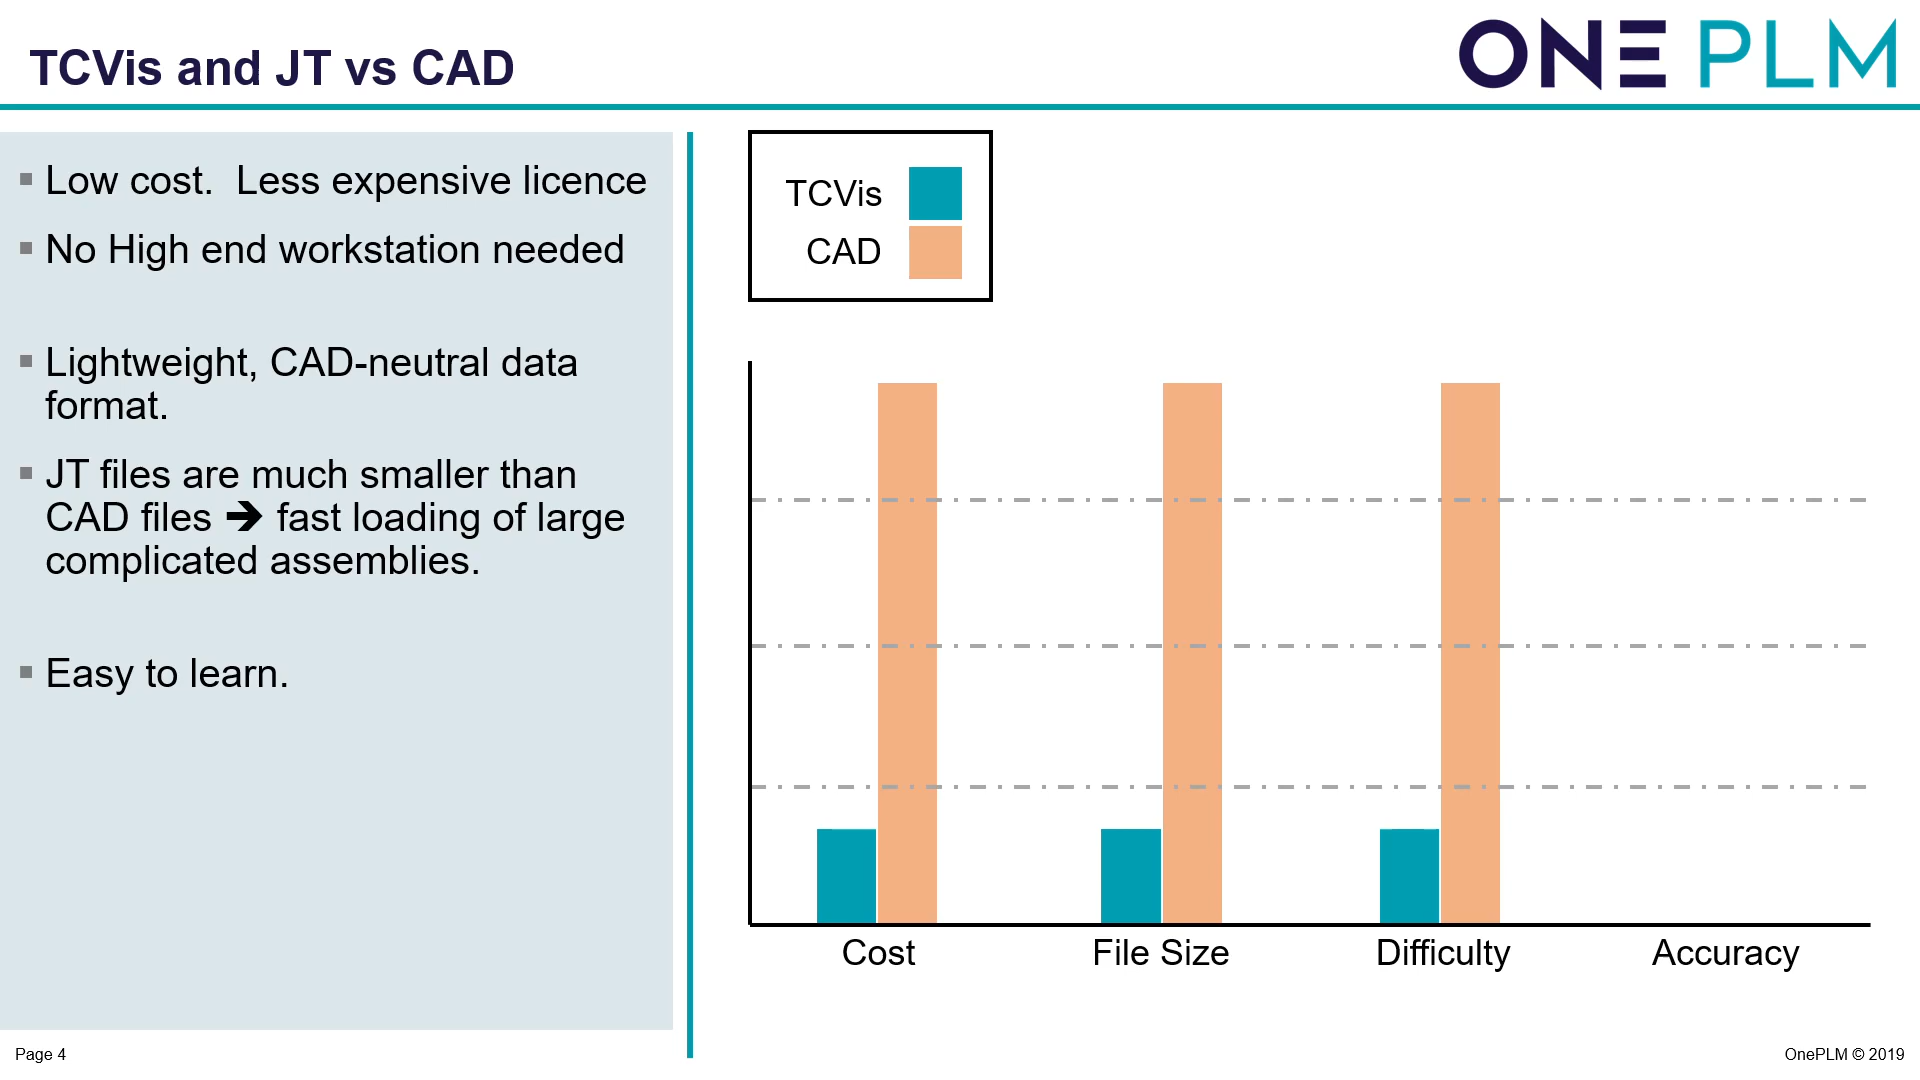 TCVis and JT vs CAD
ONE PLM
▪ Low cost.  Less expensive licence
▪ No High end workstation needed
▪ Lightweight, CAD-neutral data
format.
▪ JT files are much smaller than
CAD files ➔ fast loading of large
complicated assemblies.
▪ Easy to learn.
TCVis
CAD
Cost
File Size
Difficulty
Accuracy
Page 4
OnePLM © 2019